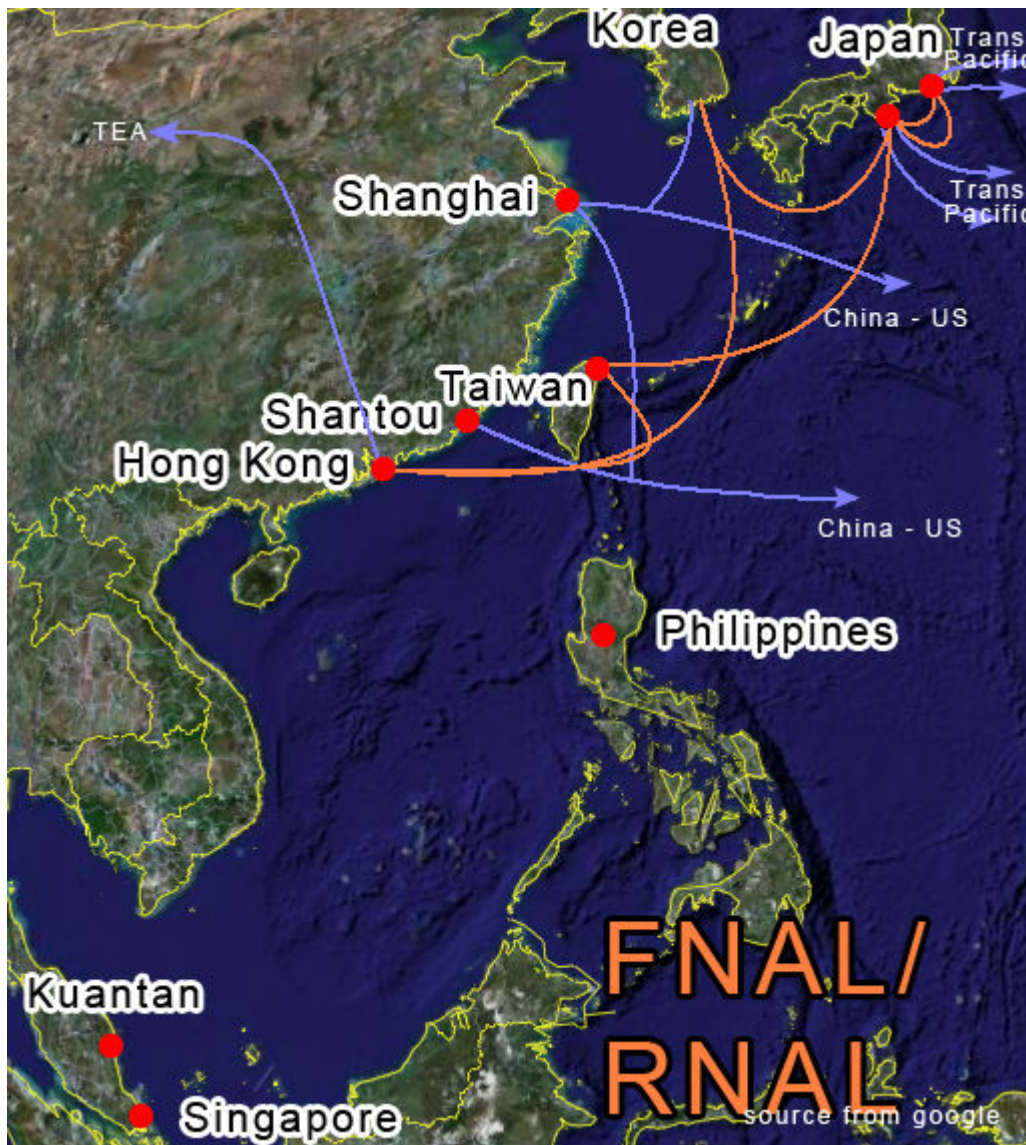 Korea
Japan
Trans
Pacific
TEA
Shanghai
Trans
Pacific
China - US
Taiwan
Shantou
Hong Kong
China - US
Philippines
FNAL/
RNAL
Kuantan
Singapore
source from google